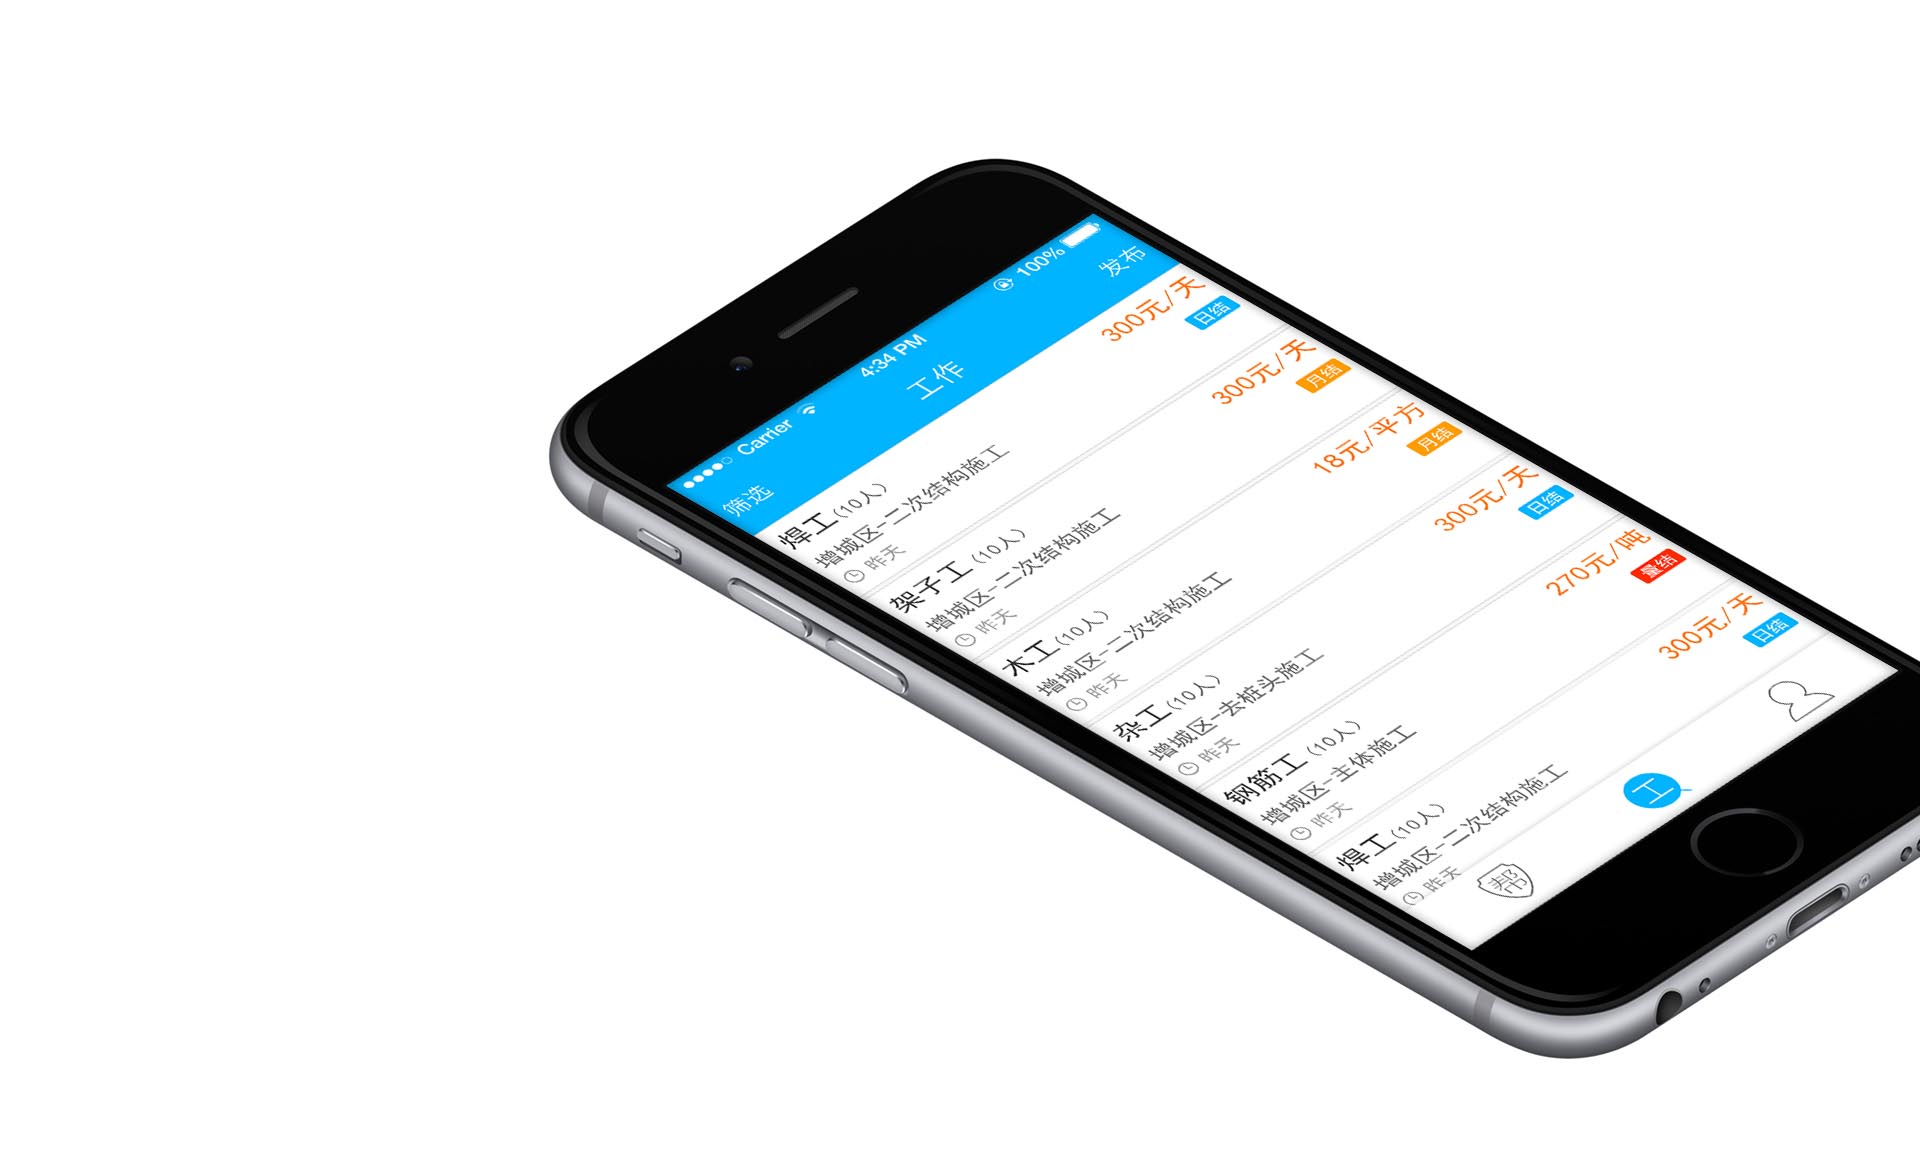 Carrier 4:34 PM 100%
筛选 工作 发布
焊工（10人） 300元/天
增城区-二次结构施工 日结
昨天
架子工（10人） 300元/天
增城区-二次结构施工 月结
昨天
木工（10人） 18元/平方
增城区-二次结构施工 月结
昨天
杂工（10人） 300元/天
增城区-去桩头施工 日结
昨天
钢筋工（10人） 270元/吨
增城区-主体施工 量结
昨天
焊工（10人） 300元/天
增城区-二次结构施工 日结
昨天
帮 工